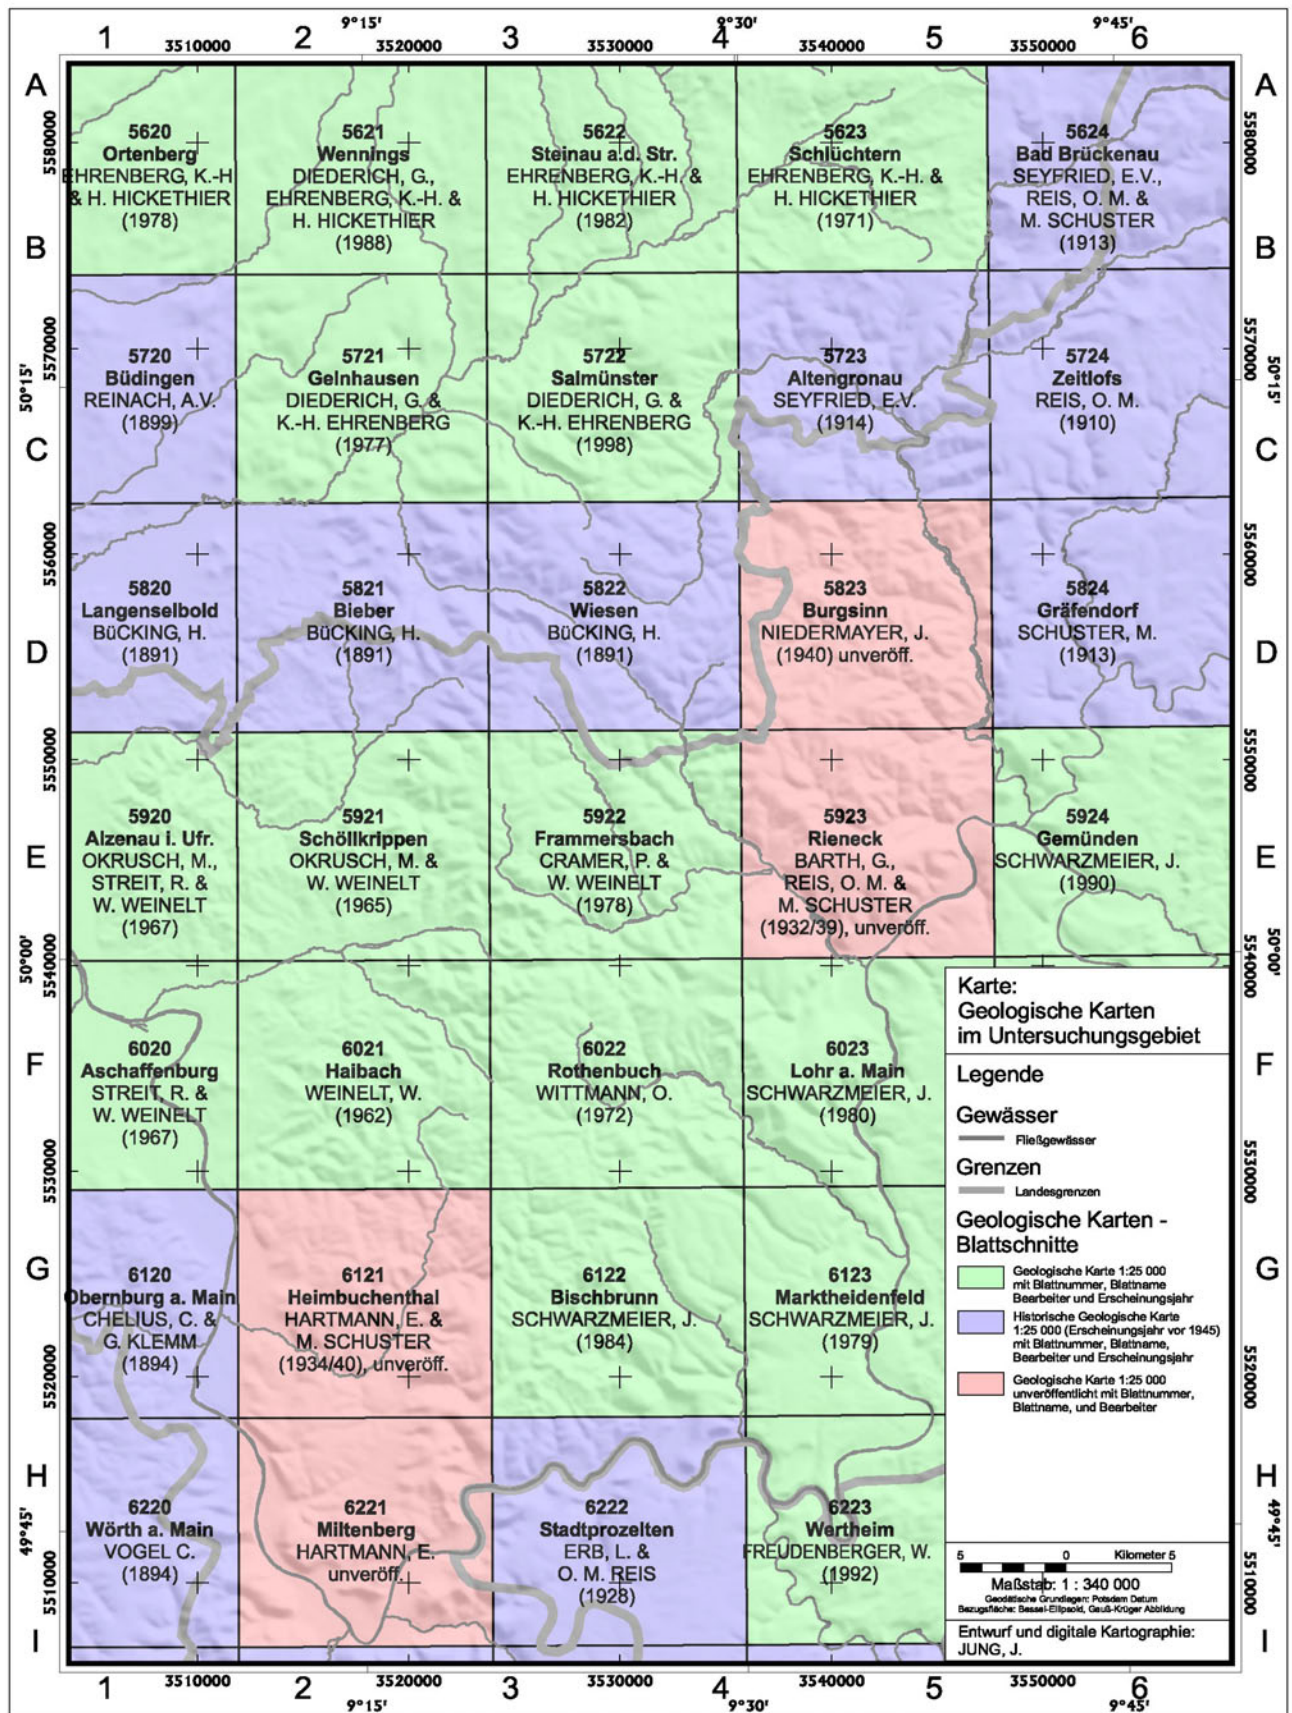 9°15' 9°30' 9°45'
1 3510000 2 3520000 3 3530000 4 3540000 5 3550000 6
A A
5580000 5580000
5620
Ortenberg
EHRENBERG, K.-H
& H. HICKETHIER
(1978)
5621
Wennings
DIEDERICH, G.,
EHRENBERG, K.-H. &
H. HICKETHIER
(1988)
5622
Steinau a.d. Str.
EHRENBERG, K.-H. &
H. HICKETHIER
(1982)
5623
Schlüchtern
EHRENBERG, K.-H. &
H. HICKETHIER
(1971)
5624
Bad Brückenau
SEYFRIED, E.V.,
REIS, O. M. &
M. SCHUSTER
(1913)
B B
5570000 5570000
50°15' 50°15'
5720
Büdingen
REINACH, A.V.
(1899)
5721
Gelnhausen
DIEDERICH, G. &
K.-H. EHRENBERG
(1977)
5722
Salmünster
DIEDERICH, G. &
K.-H. EHRENBERG
(1998)
5723
Altengronau
SEYFRIED, E.V.
(1914)
5724
Zeitlofs
REIS, O. M.
(1910)
C C
5560000 5560000
5820
Langenselbold
BüCKING, H.
(1891)
5821
Bieber
BüCKING, H.
(1891)
5822
Wiesen
BüCKING, H.
(1891)
5823
Burgsinn
NIEDERMAYER, J.
(1940) unveröff.
5824
Gräfendorf
SCHUSTER, M.
(1913)
D D
5550000 5550000
5920
Alzenau i. Ufr.
OKRUSCH, M.,
STREIT, R. &
W. WEINELT
(1967)
5921
Schöllkrippen
OKRUSCH, M. &
W. WEINELT
(1965)
5922
Frammersbach
CRAMER, P. &
W. WEINELT
(1978)
5923
Rieneck
BARTH, G.,
REIS, O. M. &
M. SCHUSTER
(1932/39), unveröff.
5924
Gemünden
SCHWARZMEIER, J.
(1990)
E E
50°00' 50°00'
5540000 5540000
6020
Aschaffenburg
STREIT, R. &
W. WEINELT
(1967)
6021
Haibach
WEINELT, W.
(1962)
6022
Rothenbuch
WITTMANN, O.
(1972)
6023
Lohr a. Main
SCHWARZMEIER, J.
(1980)
F F
5530000 5530000
6120
Obernburg a. Main
CHELIUS, C. &
G. KLEMM
(1894)
6121
Heimbuchenthal
HARTMANN, E. &
M. SCHUSTER
(1934/40), unveröff.
6122
Bischbrunn
SCHWARZMEIER, J.
(1984)
6123
Marktheidenfeld
SCHWARZMEIER, J.
(1979)
G G
5520000 5520000
6220
Wörth a. Main
VOGEL C.
(1894)
6221
Miltenberg
HARTMANN, E.
unveröff.
6222
Stadtprozelten
ERB, L. &
O. M. REIS
(1928)
6223
Wertheim
FREUDENBERGER, W.
(1992)
H H
49°45' 49°45'
5510000 5510000
I I
Karte:
Geologische Karten
im Untersuchungsgebiet
Legende
Gewässer
Fließgewässer
Grenzen
Landesgrenzen
Geologische Karten -
Blattschnitte
Geologische Karte 1:25 000
mit Blattnummer, Blattname
Bearbeiter und Erscheinungsjahr
Historische Geologische Karte
1:25 000 (Erscheinungsjahr vor 1945)
mit Blattnummer, Blattname,
Bearbeiter und Erscheinungsjahr
Geologische Karte 1:25 000
unveröffentlicht mit Blattnummer,
Blattname, und Bearbeiter
5 0 Kilometer 5
Maßstab: 1 : 340 000
Geodätische Grundlagen: Potsdam Datum
Bezugsfläche: Bessel-Ellipsoid, Gauß-Krüger Abbildung
Entwurf und digitale Kartographie:
JUNG, J.
1 3510000 2 3520000 3 3530000 4 3540000 5 3550000 6
9°15' 9°30' 9°45'